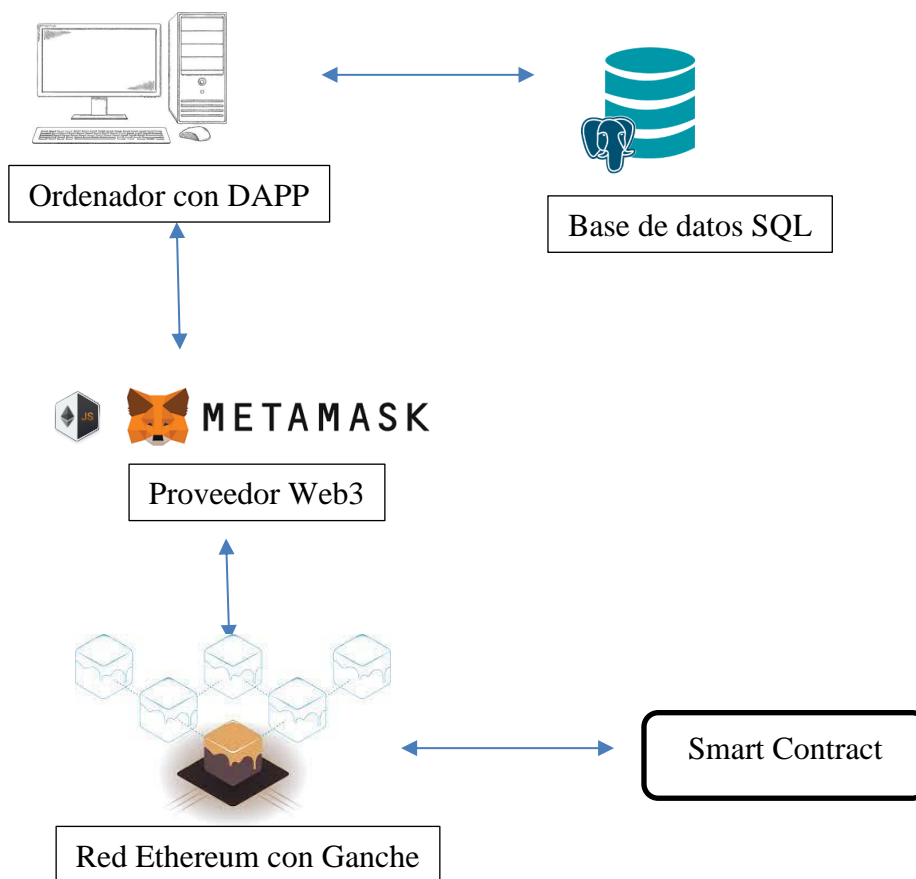 Ordenador con DAPP
Base de datos SQL
JS
METAMASK
Proveedor Web3
Smart Contract
Red Ethereum con Ganche